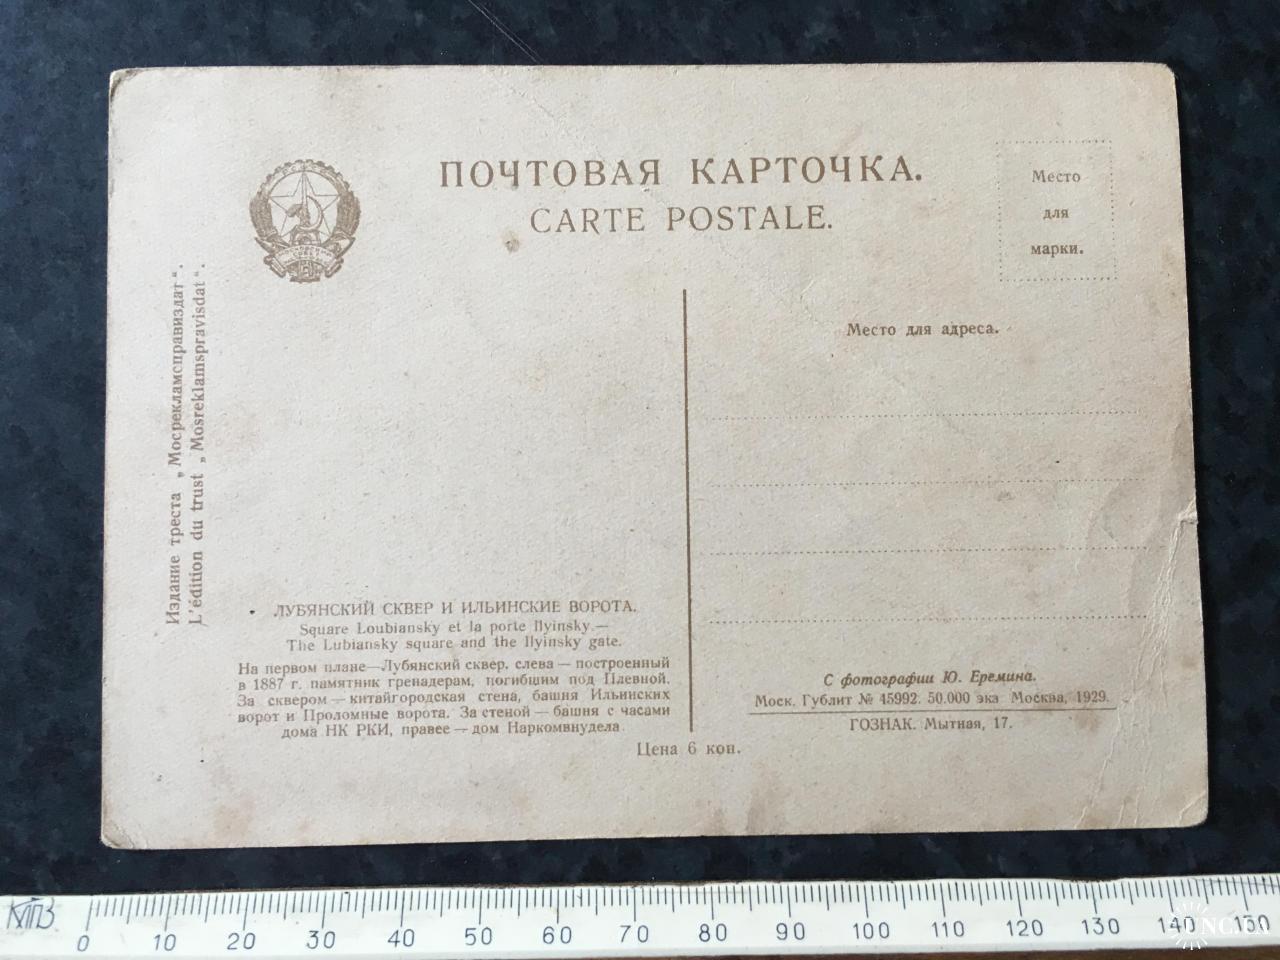 ПОЧТОВАЯ КАРТОЧКА.
CARTE POSTALE.
Место
для
марки.
Место для адреса.
Издание треста „Мосрекламсправиздат“.
L'édition du trust „Mosreklamspravisdat“.
ЛУБЯНСКИЙ СКВЕР И ИЛЬИНСКИЕ ВОРОТА.
Square Loubiansky et la porte Ilyinsky.—
The Lubiansky square and the Ilyinsky gate.
На первом плане—Лубянский сквер, слева — построенный
в 1887 г. памятник гренадерам, погибшим под Плевной.
За сквером — китайгородская стена, башня Ильинских
ворот и Проломные ворота. За стеной — башня с часами
дома НК РКИ, правее — дом Наркомвнудела
С фотографии Ю. Еремина.
Моск. Гублит № 45992. 50.000 экз Москва, 1929.
ГОЗНАК. Мытная, 17.
Цена 6 коп.
0 10 20 30 40 50 60 70 80 90 100 110 120 130 140 150